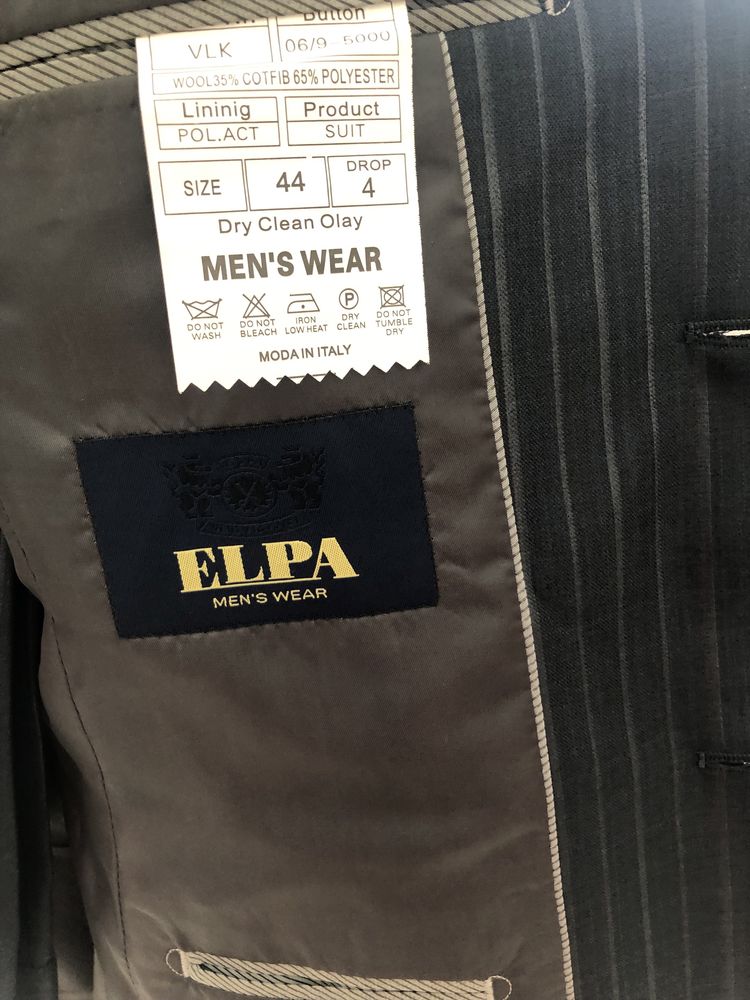 Button
VLK
06/9-5000
WOOL35% COTFIB 65% POLYESTER
Lininig
Product
POL.ACT
SUIT
SIZE
44
DROP
4
Dry Clean Olay
MEN'S WEAR
DO NOT
WASH
DO NOT
BLEACH
IRON
LOW HEAT
P
DRY
CLEAN
DO NOT
TUMBLE
DRY
MODA IN ITALY
ELPA
MEN'S WEAR